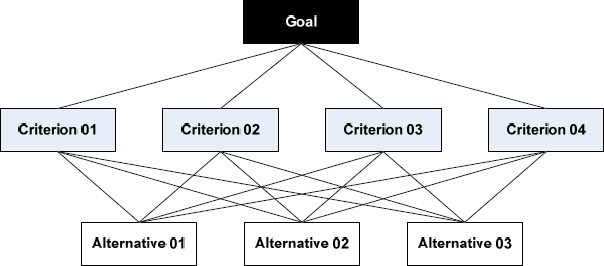 Goal
Criterion 01
Criterion 02
Criterion 03
Criterion 04
Alternative 01
Alternative 02
Alternative 03